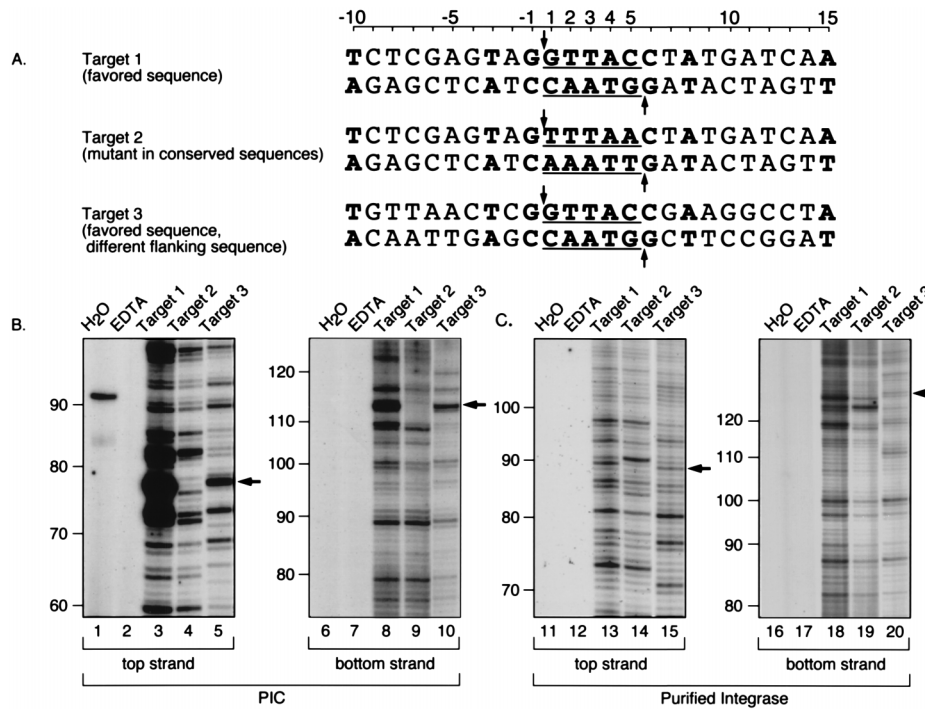 -10 -5 -1 1 2 3 4 5 10 15
A.
Target 1
(favored sequence)
TCTCGAGTAGGTTACCTATGATCAA
AGAGCTCATCCAATGGATACTAGTT
Target 2
(mutant in conserved sequences)
TCTCGAGTAGTTTAACTATGATCAA
AGAGCTCATCAAATTGATACTAGTT
Target 3
(favored sequence,
different flanking sequence)
TGTTAACTCGGTTACCGAAGGCCTA
ACAATTGAGCCAATGGCTTCCGGAT
B.
H2O EDTA Target 1 Target 2 Target 3
90
80
70
60
1 2 3 4 5
top strand
H2O EDTA Target 1 Target 2 Target 3
120
110
100
90
80
6 7 8 9 10
bottom strand
PIC
C.
H2O EDTA Target 1 Target 2 Target 3
100
90
80
70
11 12 13 14 15
top strand
H2O EDTA Target 1 Target 2 Target 3
120
100
90
80
16 17 18 19 20
bottom strand
Purified Integrase